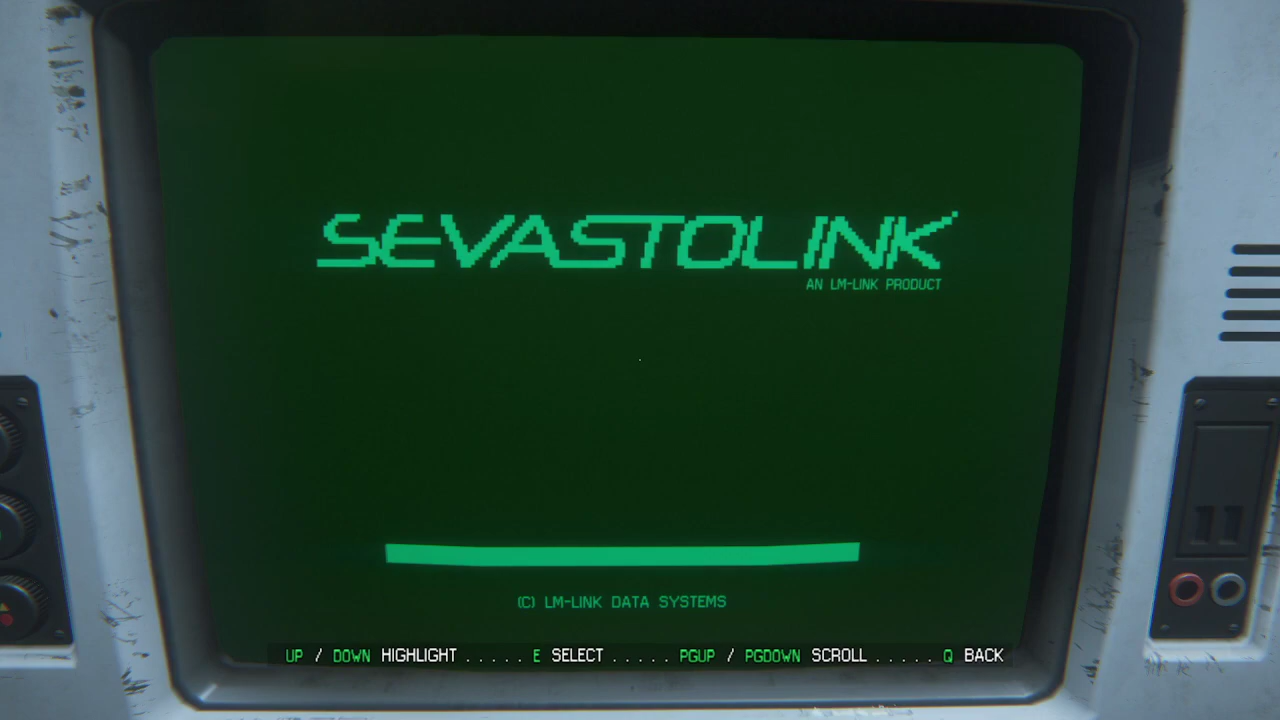 SEVASTOLINK
AN LM-LINK PRODUCT
(C) LM-LINK DATA SYSTEMS
UP / DOWN HIGHLIGHT ..... E SELECT ..... PGUP / PGDOWN SCROLL ..... Q BACK